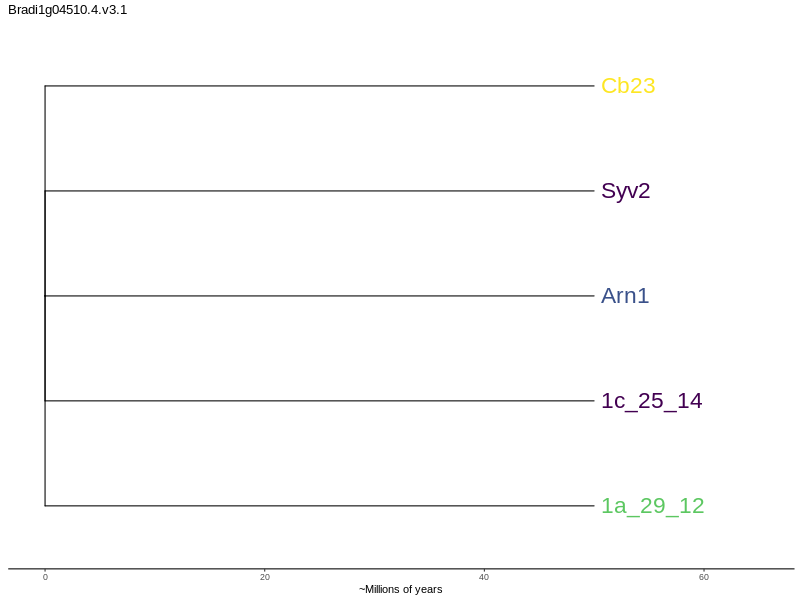 Bradi1g04510.4.v3.1
Cb23
Syv2
Arn1
1c_25_14
1a_29_12
0 20 40 60
~Millions of years